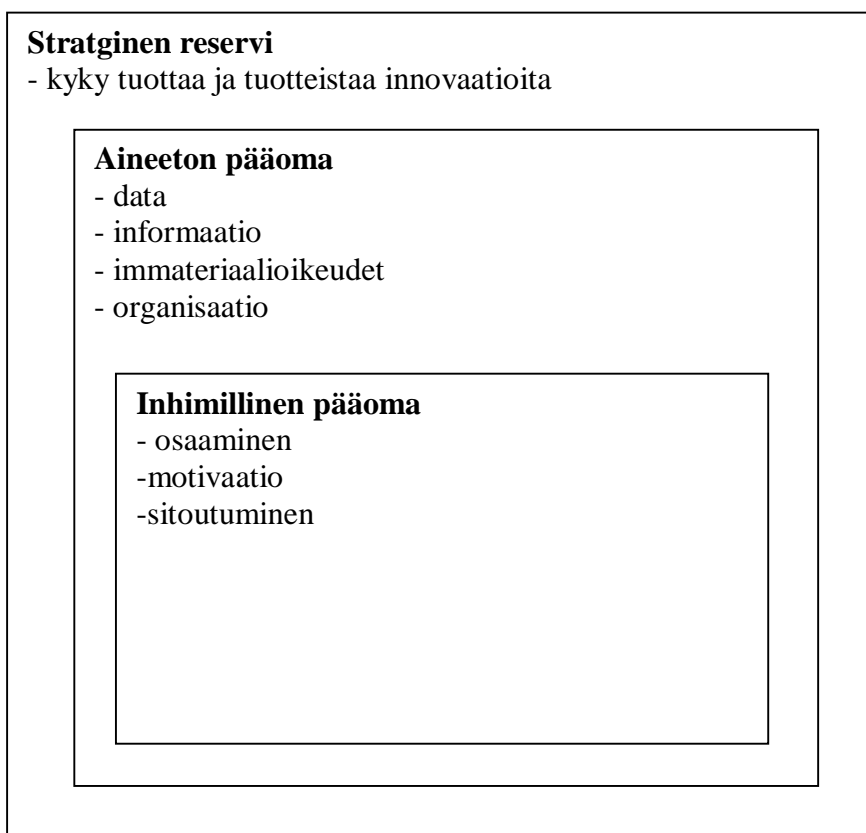 Stratginen reservi
- kyky tuottaa ja tuotteistaa innovaatioita
Aineeton pääoma
- data
- informaatio
- immateriaalioikeudet
- organisaatio
Inhimillinen pääoma
- osaaminen
-motivaatio
-sitoutuminen